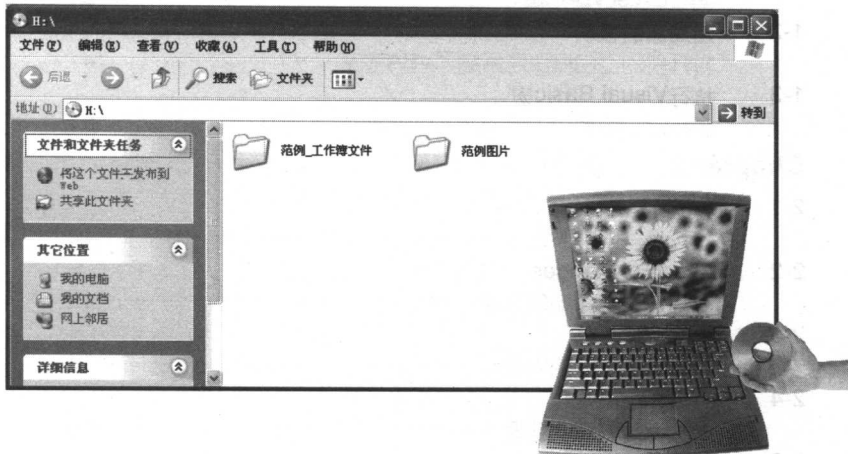 H:\
文件(F) 编辑(E) 查看(V) 收藏(A) 工具(T) 帮助(H)
后退 搜索 文件夹
地址(D) H:\ 转到
文件和文件夹任务
将这个文件夹发布到
Web
共享此文件夹
其它位置
我的电脑
我的文档
网上邻居
详细信息
范例_工作簿文件 范例图片